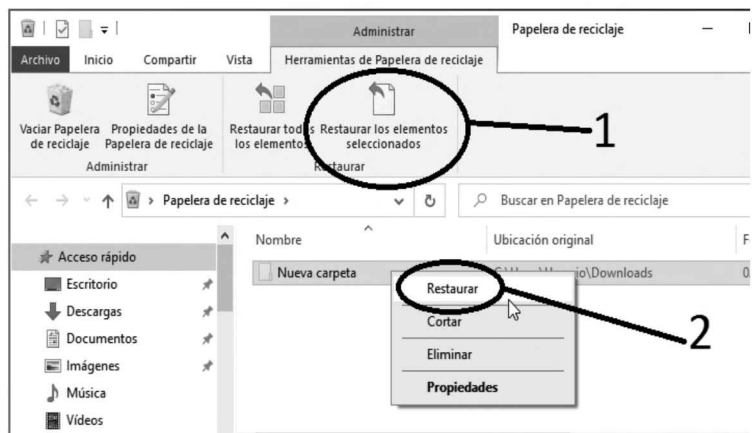 Administrar
Papelera de reciclaje
Archivo Inicio Compartir Vista Herramientas de Papelera de reciclaje
Vaciar Papelera de reciclaje
Propiedades de la Papelera de reciclaje
Restaurar todos los elementos
Restaurar los elementos seleccionados
Administrar
Restaurar
1
Papelera de reciclaje
Buscar en Papelera de reciclaje
Nombre Ubicación original F
Acceso rápido
Escritorio
Descargas
Documentos
Imágenes
Música
Vídeos
Nueva carpeta
\Downloads
Restaurar
Cortar
Eliminar
Propiedades
2